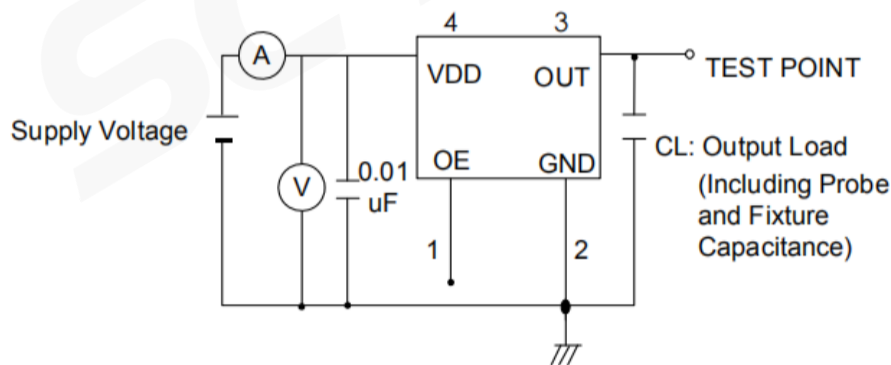 4 3
A
VDD OUT
TEST POINT
Supply Voltage
OE GND
V
0.01
uF
CL: Output Load
(Including Probe
and Fixture
Capacitance)
1 2